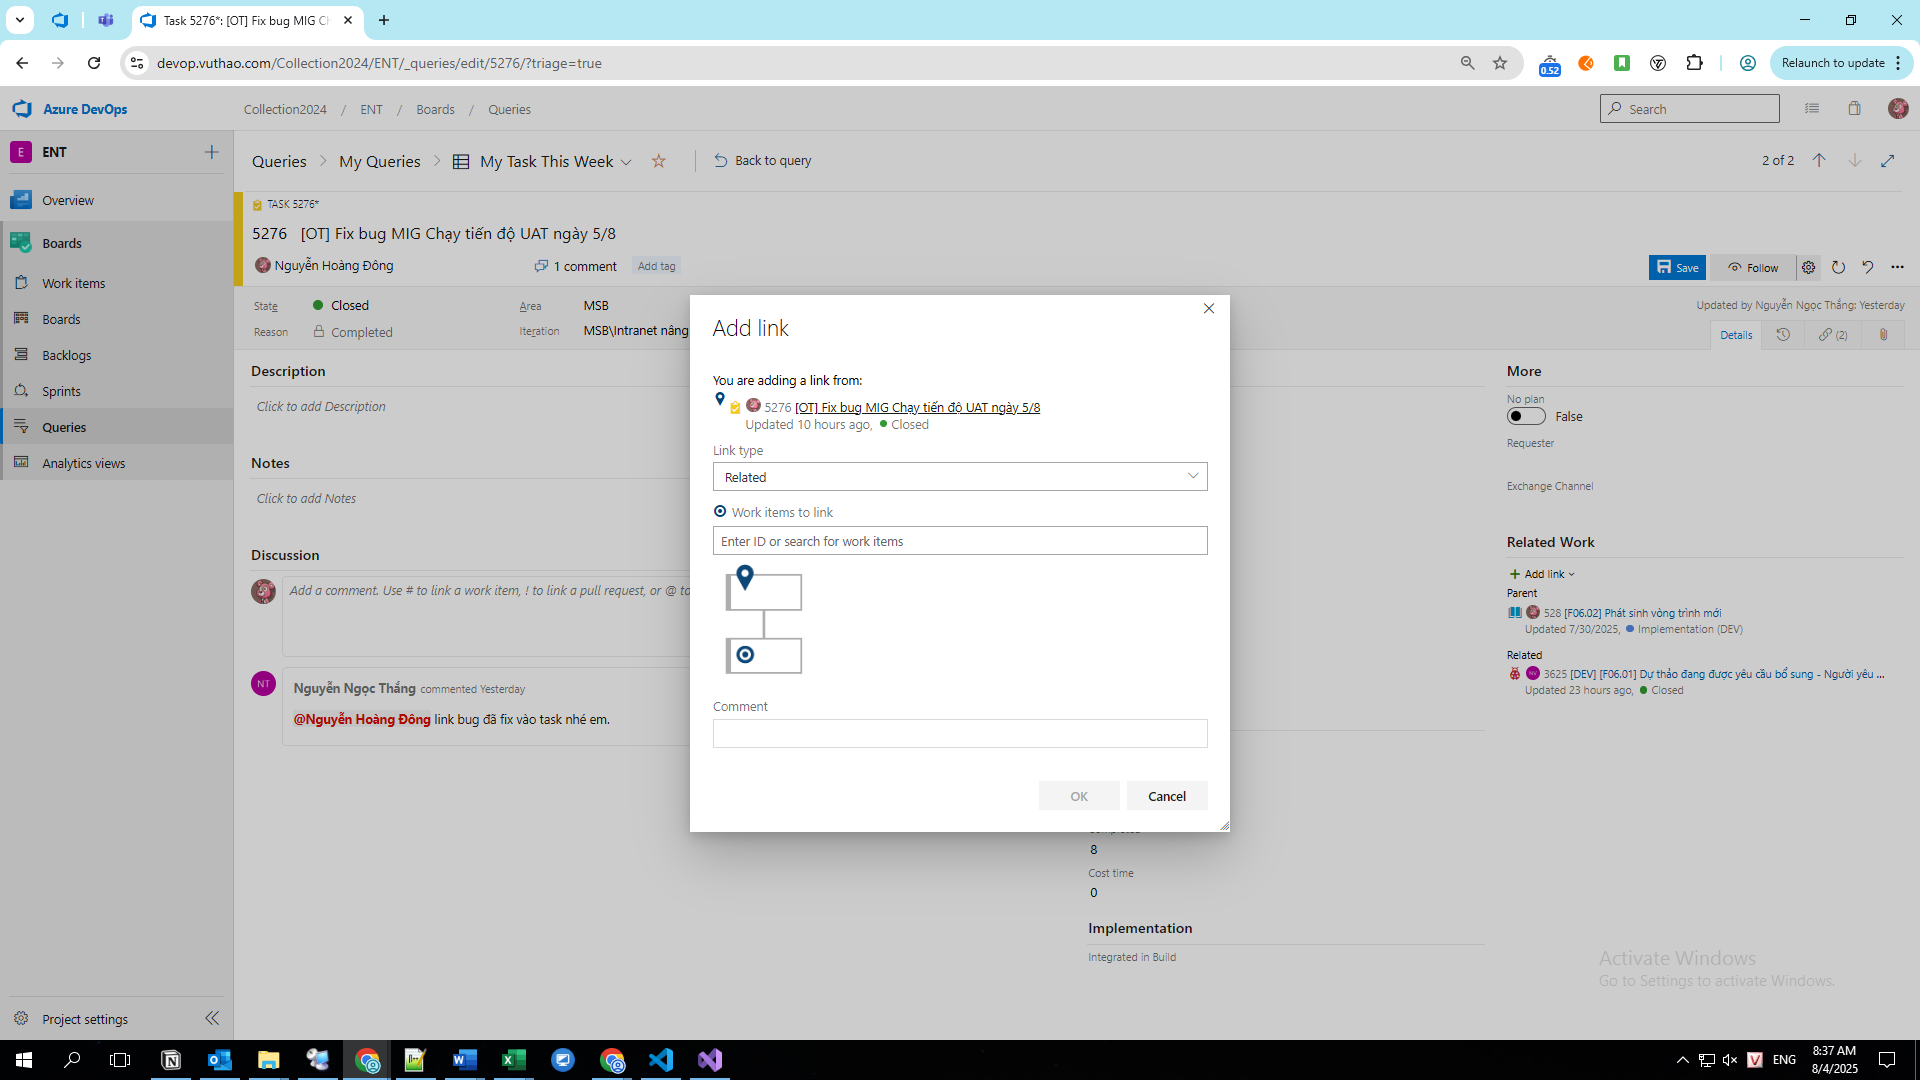 Task 5276*: [OT] Fix bug MIG Ch
devop.vuthao.com/Collection2024/ENT/_queries/edit/5276/?triage=true
0.52
Relaunch to update
Azure DevOps
Collection2024 / ENT / Boards / Queries
Search
E ENT
Queries > My Queries > My Task This Week
Back to query
2 of 2
Overview
Boards
Work items
Boards
Backlogs
Sprints
Queries
Analytics views
Project settings
TASK 5276*
5276 [OT] Fix bug MIG Chạy tiến độ UAT ngày 5/8
Nguyễn Hoàng Đông
1 comment
Add tag
Save
Follow
State Closed
Area MSB
Reason Completed
Iteration MSB\Intranet nâng
Updated by Nguyễn Ngọc Thắng: Yesterday
Details
(2)
Description
Click to add Description
Notes
Click to add Notes
Discussion
Add a comment. Use # to link a work item, ! to link a pull request, or @ to
NT
Nguyễn Ngọc Thắng commented Yesterday
@Nguyễn Hoàng Đông link bug đã fix vào task nhé em.
Add link
You are adding a link from:
5276 [OT] Fix bug MIG Chạy tiến độ UAT ngày 5/8
Updated 10 hours ago, Closed
Link type
Related
Work items to link
Enter ID or search for work items
Comment
OK
Cancel
8
Cost time
0
Implementation
Integrated in Build
More
No plan
False
Requester
Exchange Channel
Related Work
Add link
Parent
528 [F06.02] Phát sinh vòng trình mới
Updated 7/30/2025, Implementation (DEV)
Related
3625 [DEV] [F06.01] Dự thảo đang được yêu cầu bổ sung - Người yêu ...
Updated 23 hours ago, Closed
Activate Windows
Go to Settings to activate Windows.
ENG
8:37 AM
8/4/2025